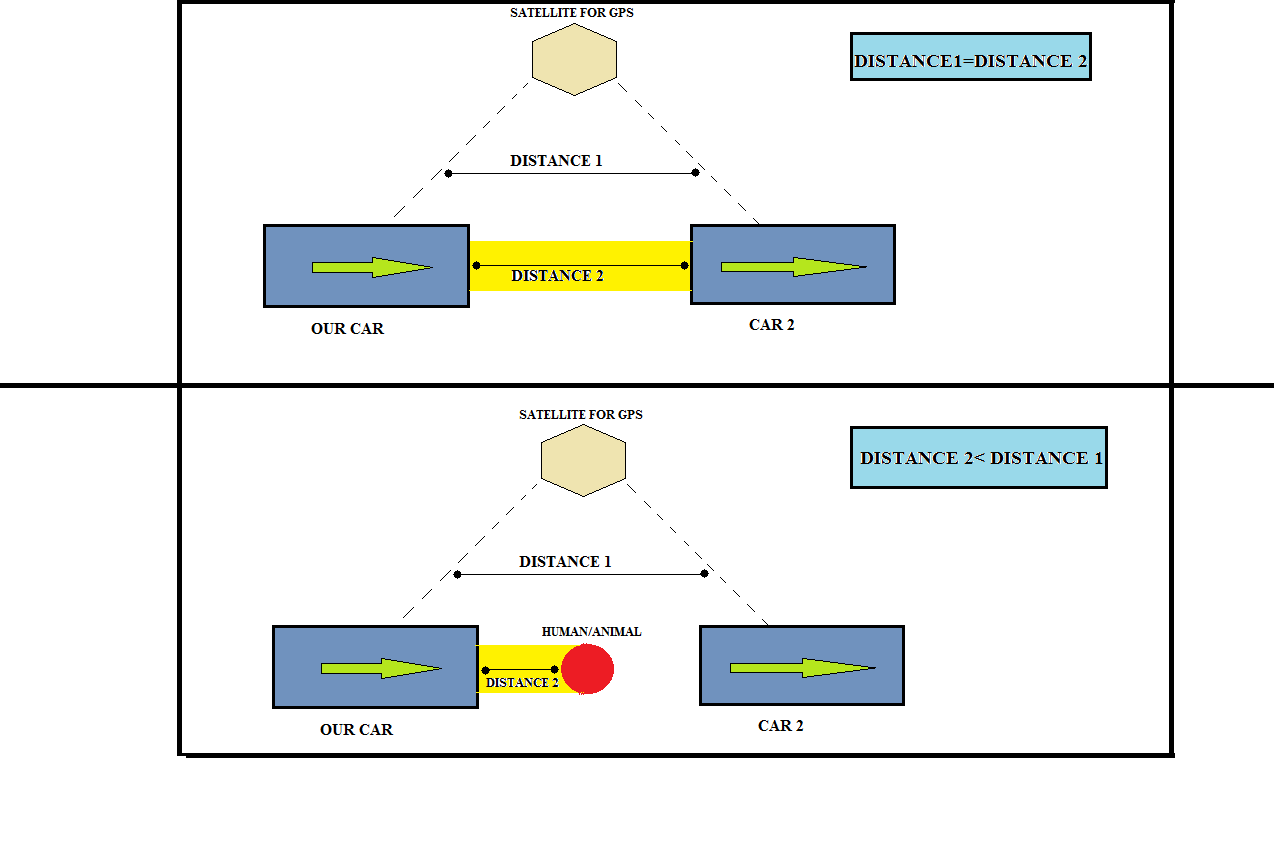 SATELLITE FOR GPS
DISTANCE1=DISTANCE 2
DISTANCE 1
DISTANCE 2
OUR CAR
CAR 2
SATELLITE FOR GPS
DISTANCE 2< DISTANCE 1
DISTANCE 1
HUMAN/ANIMAL
DISTANCE 2
OUR CAR
CAR 2